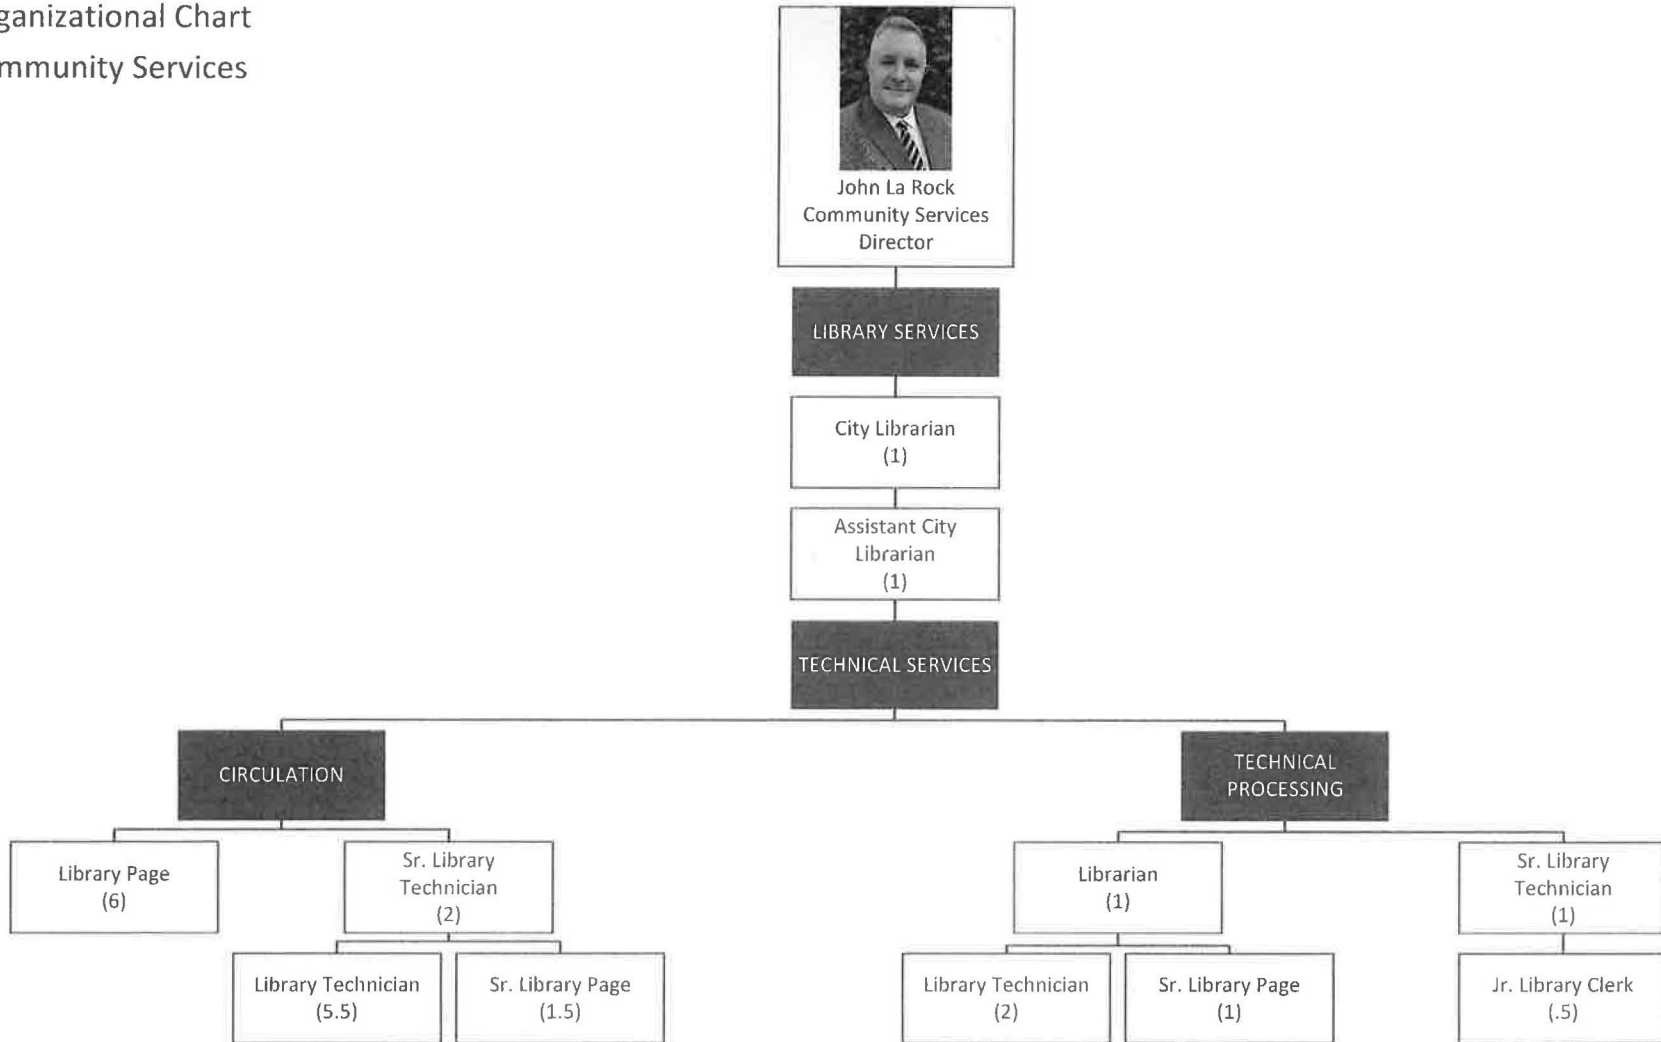 ganizational Chart
mmunity Services
John La Rock
Community Services
Director
LIBRARY SERVICES
City Librarian
(1)
Assistant City
Librarian
(1)
TECHNICAL SERVICES
CIRCULATION
TECHNICAL
PROCESSING
Library Page
(6)
Sr. Library
Technician
(2)
Librarian
(1)
Sr. Library
Technician
(1)
Library Technician
(5.5)
Sr. Library Page
(1.5)
Library Technician
(2)
Sr. Library Page
(1)
Jr. Library Clerk
(.5)